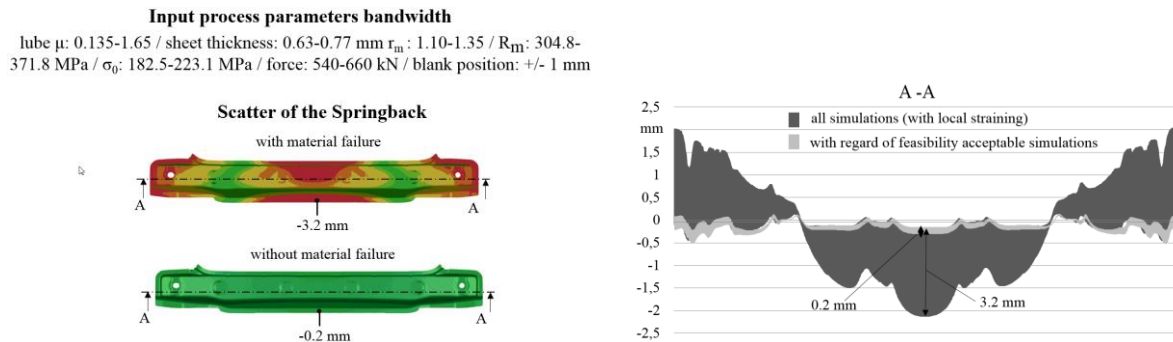 Input process parameters bandwidth
lube µ: 0.135-1.65 / sheet thickness: 0.63-0.77 mm rm : 1.10-1.35 / Rm: 304.8-
371.8 MPa / σ0: 182.5-223.1 MPa / force: 540-660 kN / blank position: +/- 1 mm
Scatter of the Springback
with material failure
A
A
-3.2 mm
without material failure
A
A
-0.2 mm
A -A
2,5
mm
all simulations (with local straining)
with regard of feasibility acceptable simulations
1,5
1
0,5
0
-0,5
-1
-1,5
-2
-2,5
0.2 mm
3.2 mm